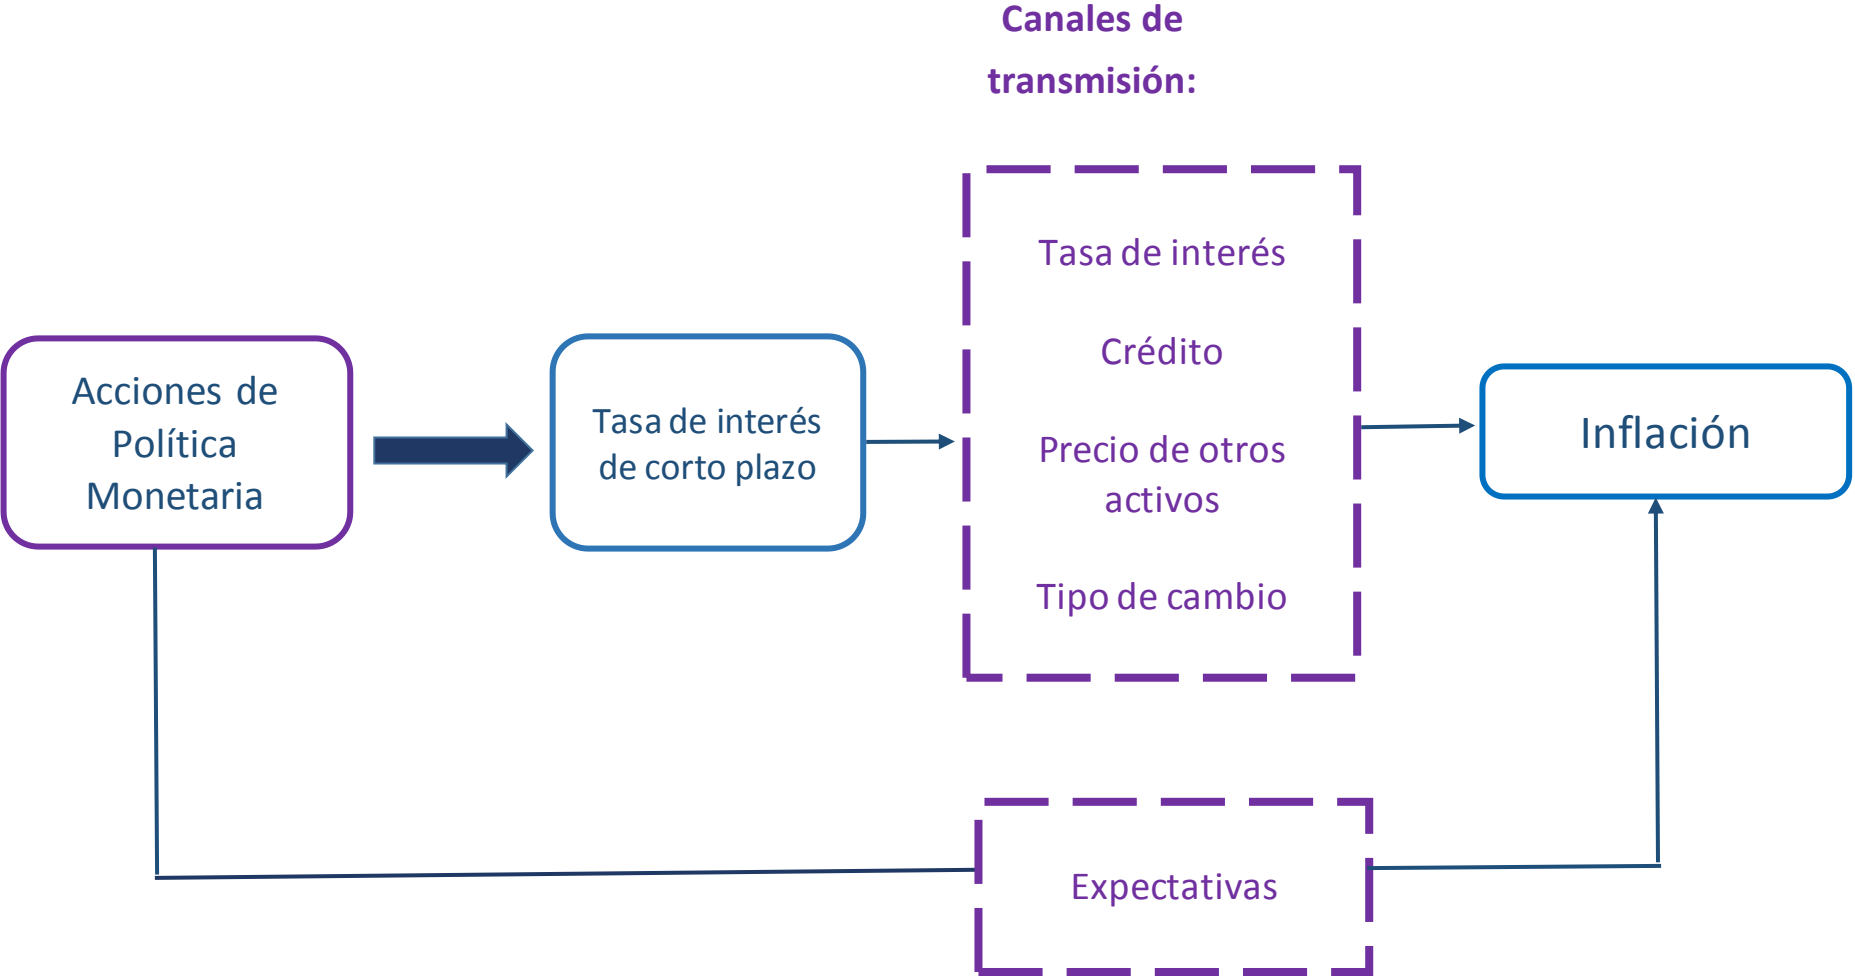 Canales de
transmisión:
Acciones de
Política
Monetaria
Tasa de interés
de corto plazo
Tasa de interés
Crédito
Precio de otros
activos
Tipo de cambio
Inflación
Expectativas